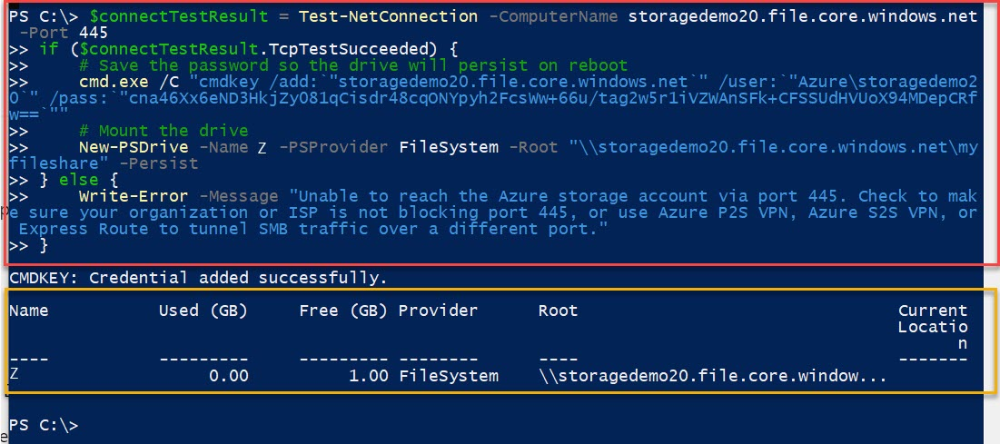 PS C:\> $connectTestResult = Test-NetConnection -ComputerName storagedemo20.file.core.windows.net
-Port 445
>> if ($connectTestResult.TcpTestSucceeded) {
>>     # Save the password so the drive will persist on reboot
>>     cmd.exe /C "cmdkey /add:`"storagedemo20.file.core.windows.net`" /user:`"Azure\storagedemo2
0`" /pass:`"cna46Xx6eND3HkjZyO81qCisdr48cqONYpyh2FcsWw+66u/tag2w5r1iVZWAnSFk+CFSSUdHVUoX94MDepCRf
w==`""
>>     # Mount the drive
>>     New-PSDrive -Name Z -PSProvider FileSystem -Root "\\storagedemo20.file.core.windows.net\my
fileshare" -Persist
>> } else {
>>     Write-Error -Message "Unable to reach the Azure storage account via port 445. Check to mak
e sure your organization or ISP is not blocking port 445, or use Azure P2S VPN, Azure S2S VPN, or
Express Route to tunnel SMB traffic over a different port."
>> }
CMDKEY: Credential added successfully.
Name           Used (GB)     Free (GB) Provider      Root                                Current
Locatio
n
----           ---------     --------- --------      ----                                -------
Z                   0.00          1.00 FileSystem    \\storagedemo20.file.core.window...
PS C:\>